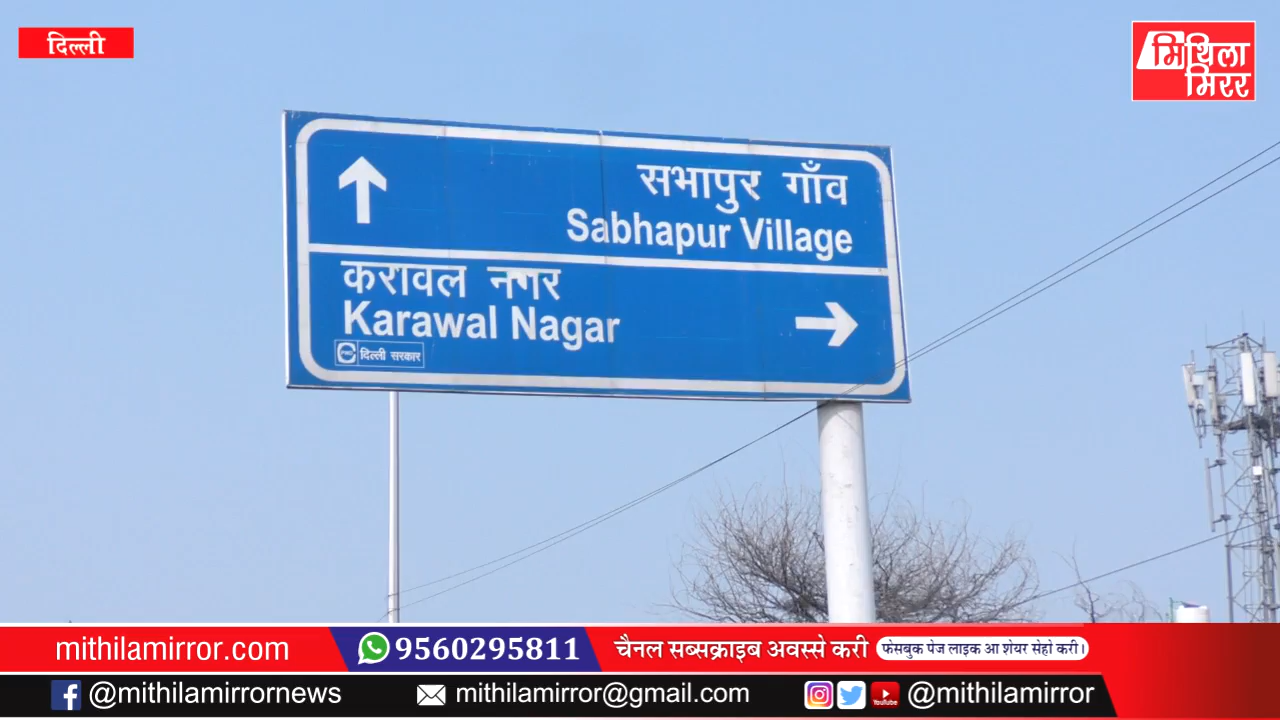 दिल्ली
मिथिला
मिरर
सभापुर गाँव
Sabhapur Village
करावल नगर
Karawal Nagar
दिल्ली सरकार
mithilamirror.com
9560295811
चैनल सब्सक्राइब अवस्से करी
फेसबुक पेज लाइक आ शेयर सेहो करी।
@mithilamirrornews
mithilamirror@gmail.com
@mithilamirror